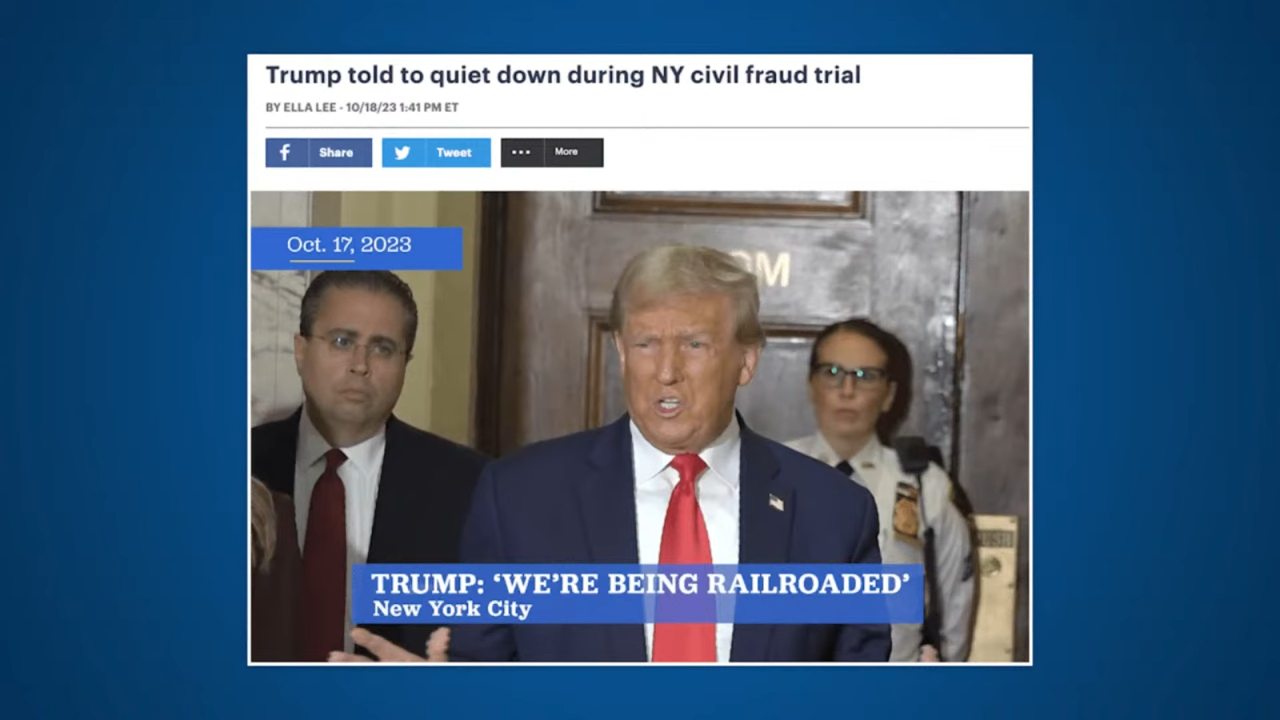 Trump told to quiet down during NY civil fraud trial
BY ELLA LEE - 10/18/23 1:41 PM ET
Share
Tweet
More
Oct. 17, 2023
OM
TRUMP: ‘WE’RE BEING RAILROADED’
New York City